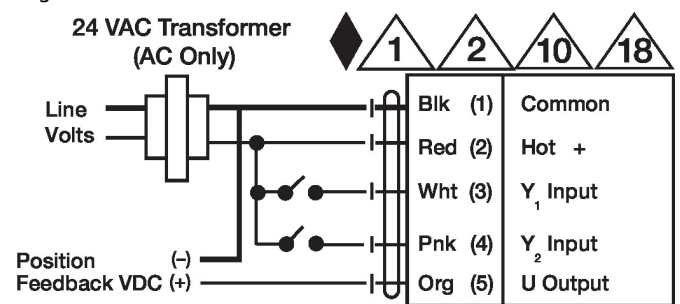 24 VAC Transformer
(AC Only)
1 2 10 18
Line
Volts
Blk (1) Common
Red (2) Hot +
Wht (3) Y1 Input
Pnk (4) Y2 Input
Org (5) U Output
Position (–)
Feedback VDC (+)